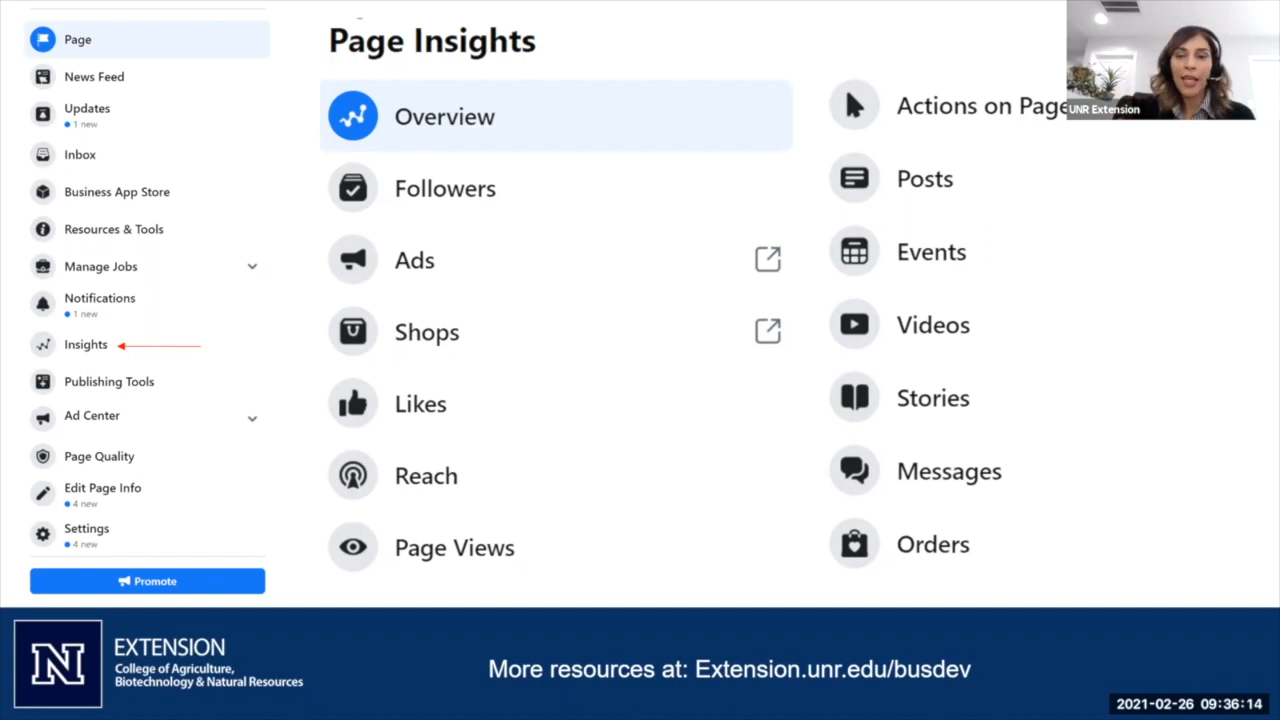 Page
News Feed
Updates
1 new
Inbox
Business App Store
Resources & Tools
Manage Jobs
Notifications
1 new
Insights
Publishing Tools
Ad Center
Page Quality
Edit Page Info
4 new
Settings
4 new
Promote
Page Insights
Overview
Followers
Ads
Shops
Likes
Reach
Page Views
Actions on Page
Posts
Events
Videos
Stories
Messages
Orders
UNR Extension
N
EXTENSION
College of Agriculture,
Biotechnology & Natural Resources
More resources at: Extension.unr.edu/busdev
2021-02-26 09:36:14